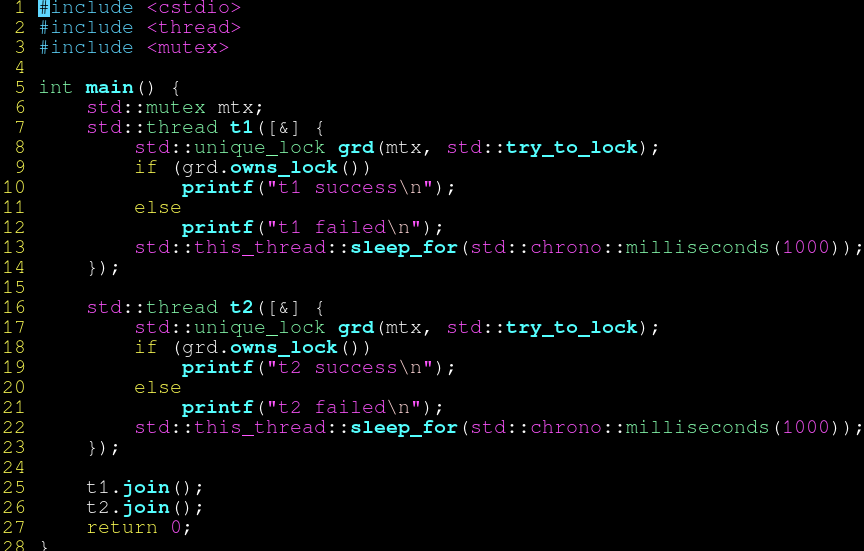 1 #include <cstdio>
2 #include <thread>
3 #include <mutex>
4
5 int main() {
6     std::mutex mtx;
7     std::thread t1([&] {
8         std::unique_lock grd(mtx, std::try_to_lock);
9         if (grd.owns_lock())
10             printf("t1 success\n");
11         else
12             printf("t1 failed\n");
13         std::this_thread::sleep_for(std::chrono::milliseconds(1000));
14     });
15
16     std::thread t2([&] {
17         std::unique_lock grd(mtx, std::try_to_lock);
18         if (grd.owns_lock())
19             printf("t2 success\n");
20         else
21             printf("t2 failed\n");
22         std::this_thread::sleep_for(std::chrono::milliseconds(1000));
23     });
24
25     t1.join();
26     t2.join();
27     return 0;
28 }